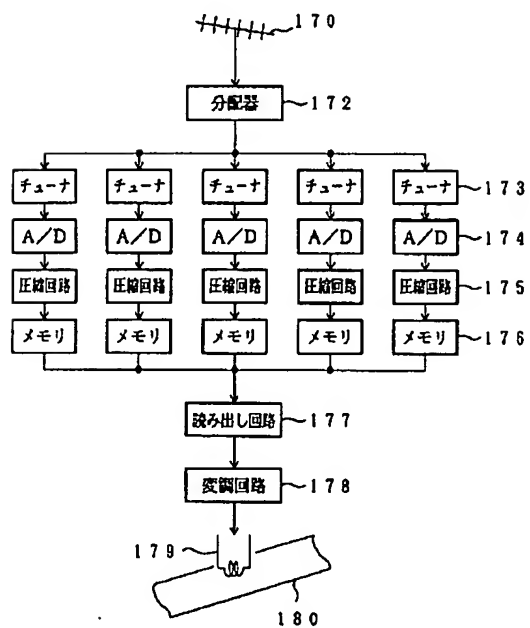 170
分配器 172
チューナ チューナ チューナ チューナ チューナ 173
A/D A/D A/D A/D A/D 174
圧縮回路 圧縮回路 圧縮回路 圧縮回路 圧縮回路 175
メモリ メモリ メモリ メモリ メモリ 176
読み出し回路 177
変調回路 178
179
180